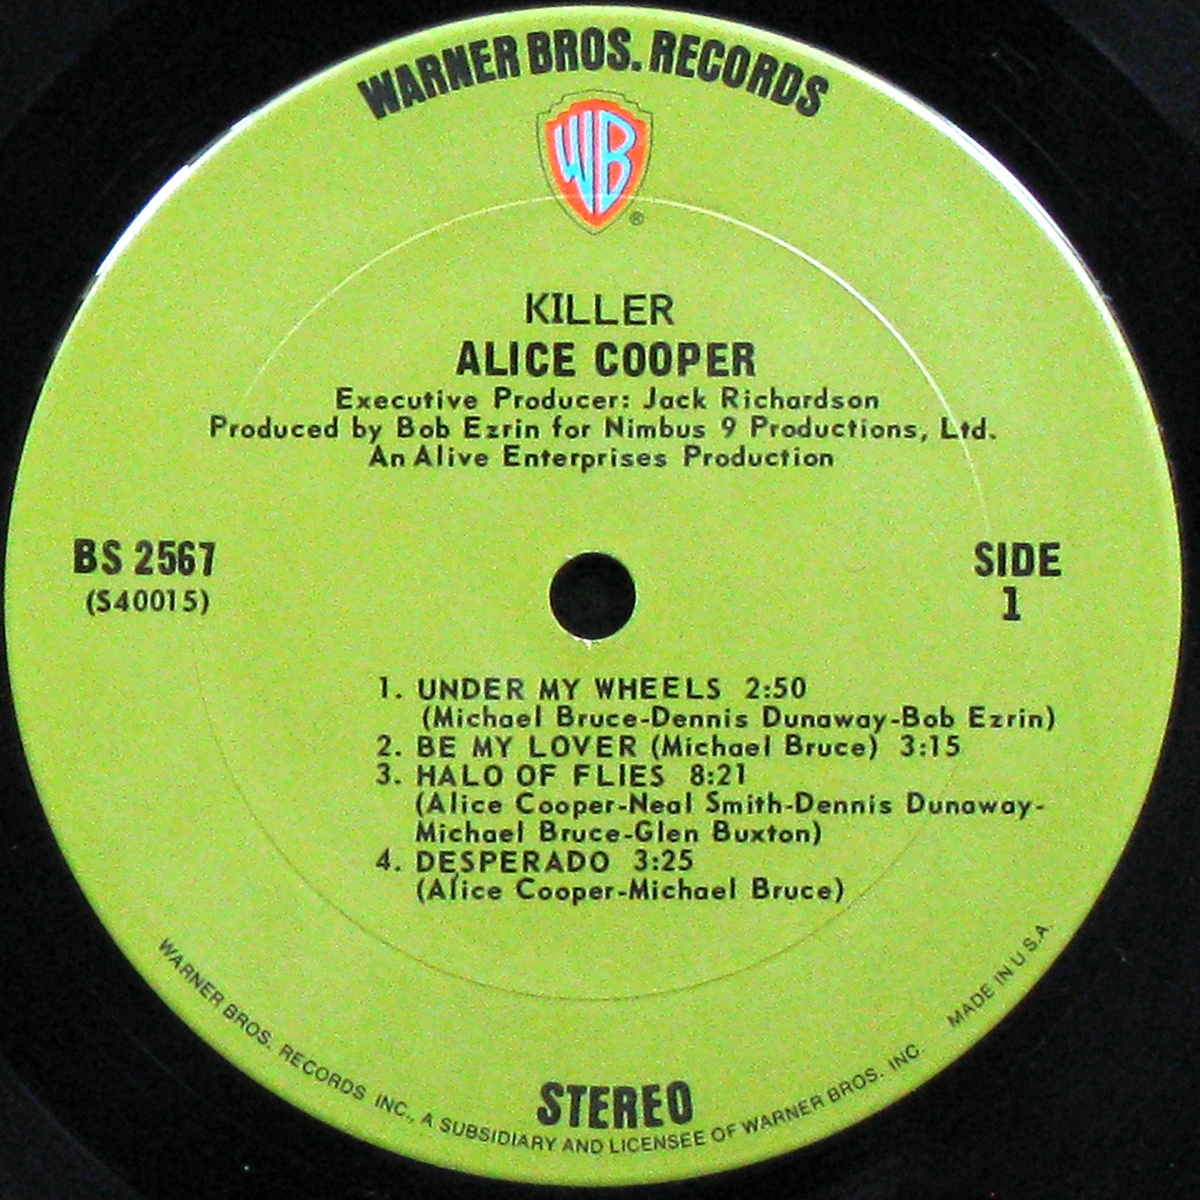 WARNER BROS. RECORDS
WB
®
KILLER
ALICE COOPER
Executive Producer: Jack Richardson
Produced by Bob Ezrin for Nimbus 9 Productions, Ltd.
An Alive Enterprises Production
BS 2567
(S40015)
SIDE
1
1. UNDER MY WHEELS 2:50
(Michael Bruce-Dennis Dunaway-Bob Ezrin)
2. BE MY LOVER (Michael Bruce) 3:15
3. HALO OF FLIES 8:21
(Alice Cooper-Neal Smith-Dennis Dunaway-
Michael Bruce-Glen Buxton)
4. DESPERADO 3:25
(Alice Cooper-Michael Bruce)
STEREO
WARNER BROS. RECORDS INC., A SUBSIDIARY AND LICENSEE OF WARNER BROS. INC.
MADE IN U.S.A.